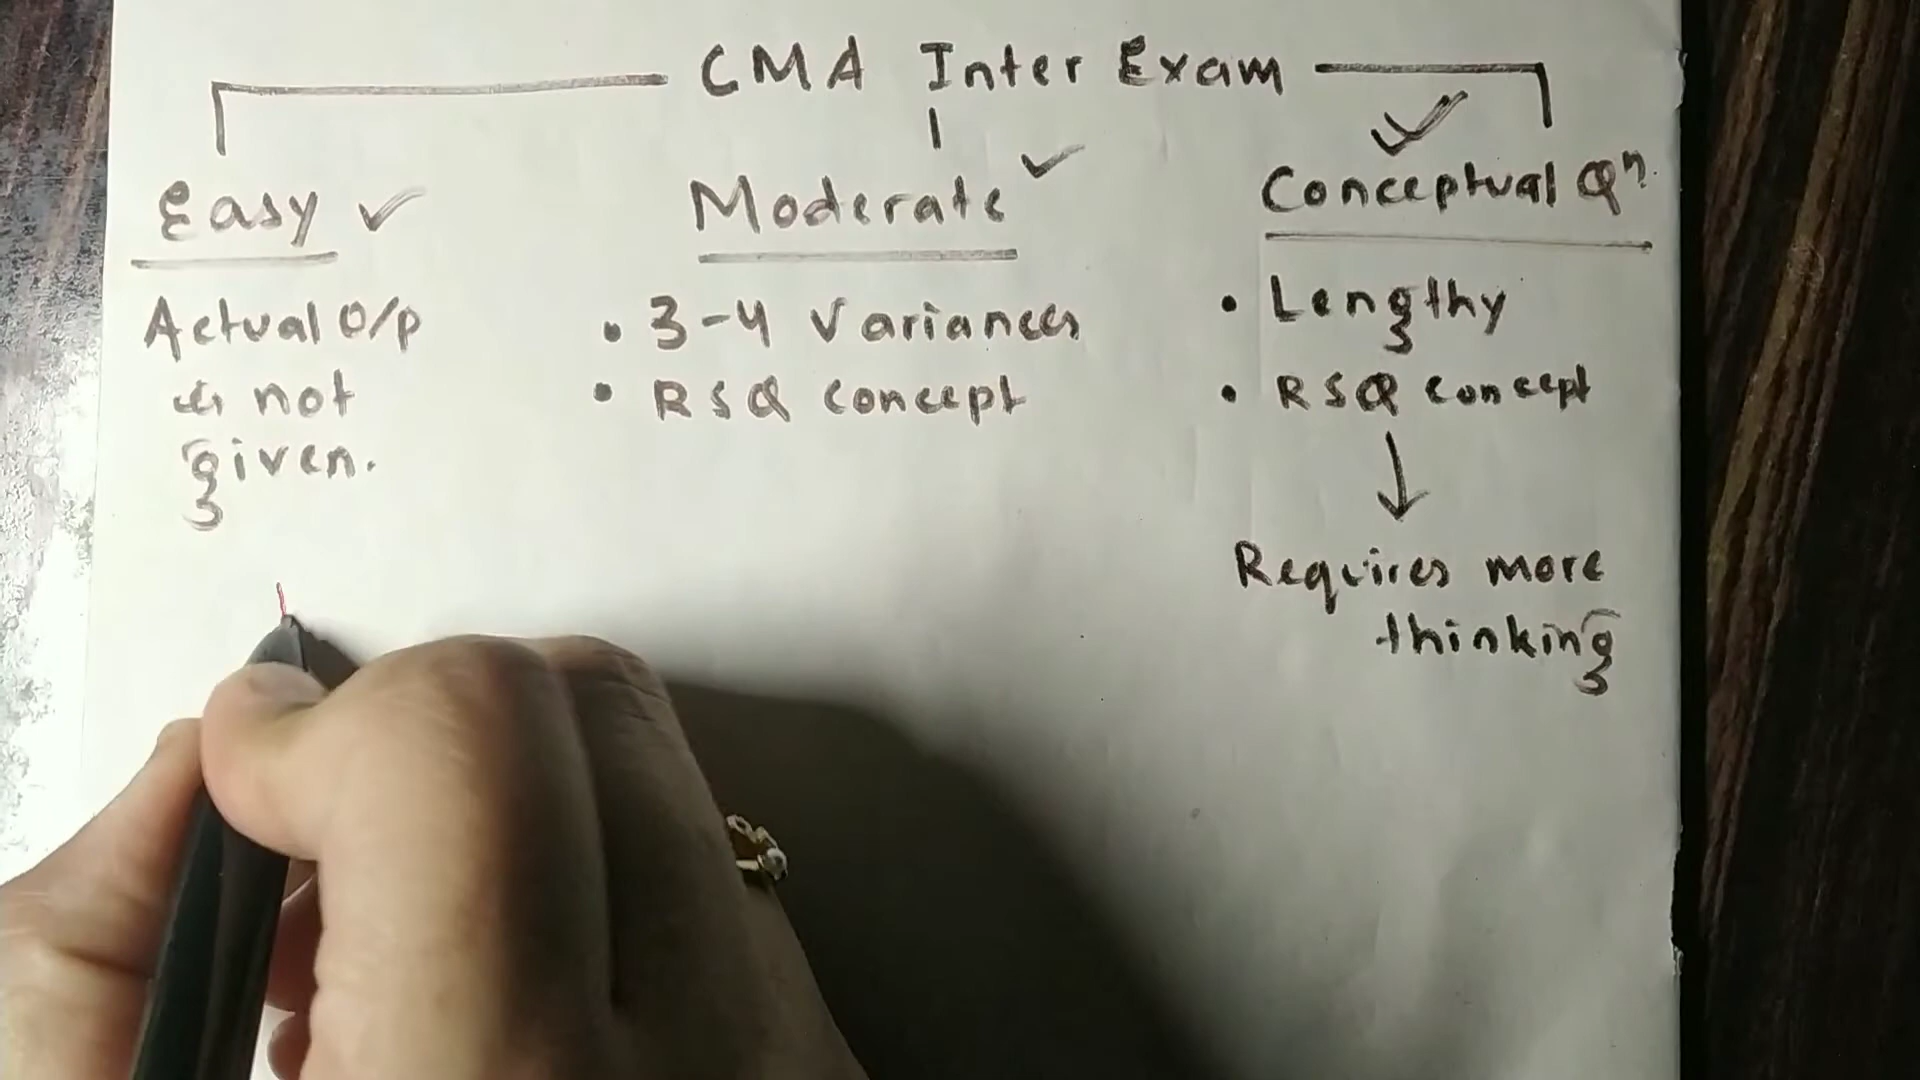 CMA Inter Exam
Easy
Actual O/p
is not
given.
Moderate
• 3-4 Variances
• RSQ concept
Conceptual Qn.
• Lengthy
• RSQ concept
Requires more
thinking